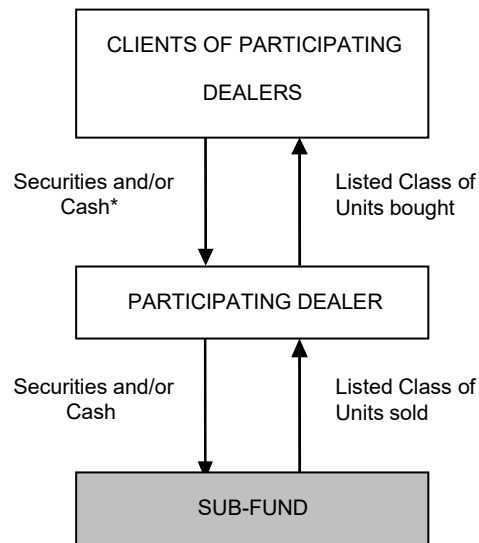 CLIENTS OF PARTICIPATING
DEALERS
Securities and/or
Cash*
Listed Class of
Units bought
PARTICIPATING DEALER
Securities and/or
Cash
Listed Class of
Units sold
SUB-FUND